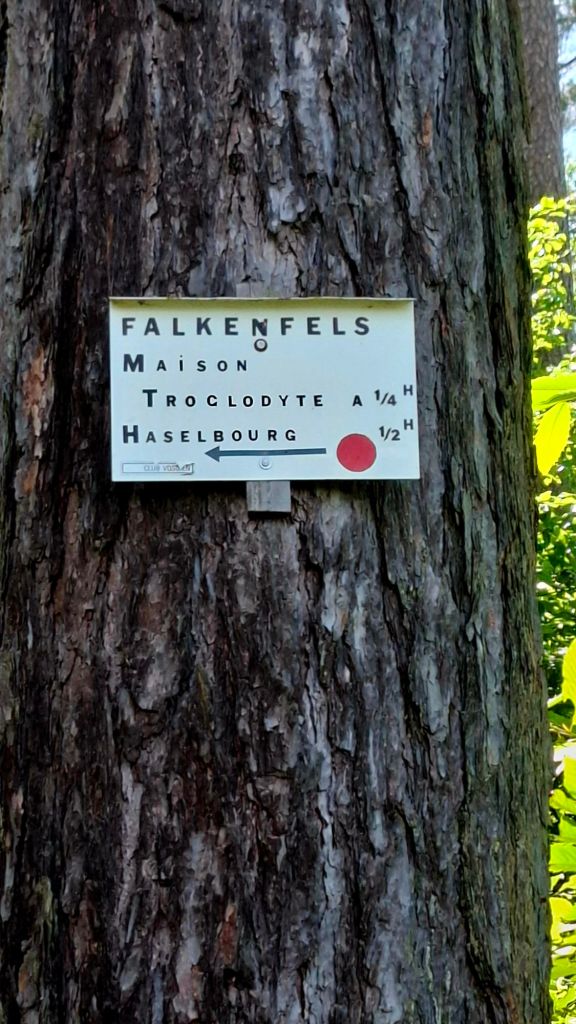 FALKENFELS
MAiSON
TROGLODYTE A 1/4 H
HASELBOURG 1/2 H
CLUB VOSGIEN